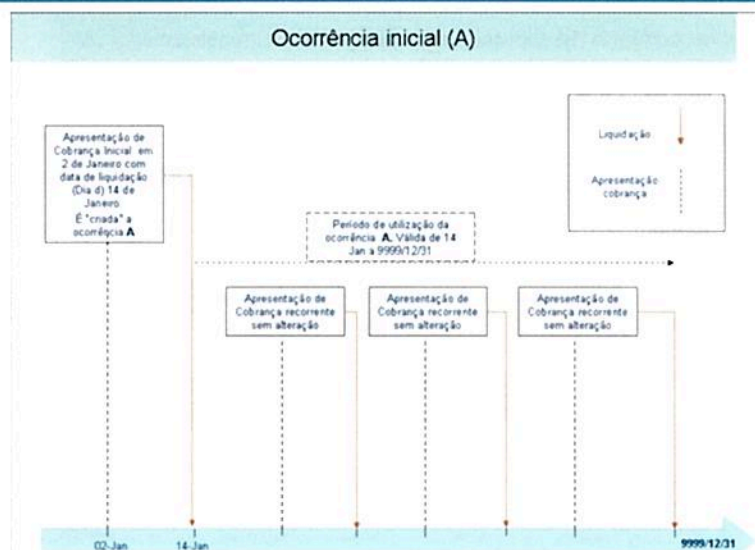 Ocorrência inicial (A)
Apresentação de
Cobrança Inicial em
2 de Janeiro com
data de liquidação
(Dia d) 14 de
Janeiro
É "criada" a
ocorrência A
Liquidação
Apresentação
cobrança
Período de utilização da
ocorrência A. Válida de 14
Jan a 9999/12/31
Apresentação de
Cobrança recorrente
sem alteração
Apresentação de
Cobrança recorrente
sem alteração
Apresentação de
Cobrança recorrente
sem alteração
02-Jan
14-Jan
9999/12/31